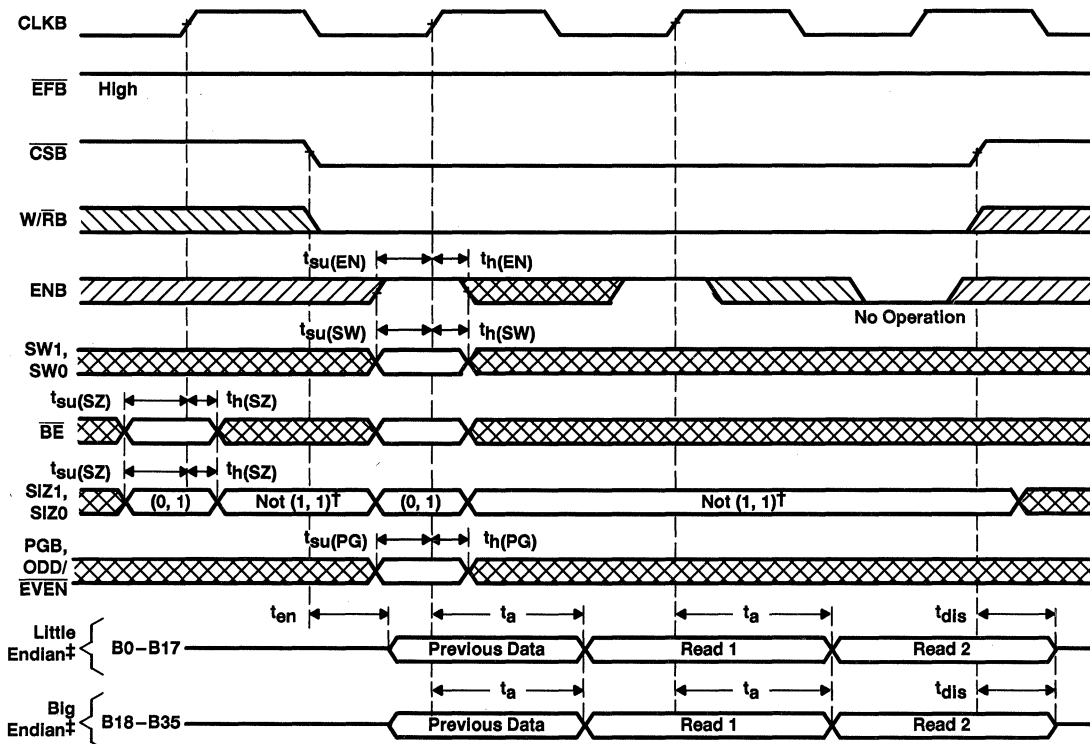 CLKB
EFB High
CSB
W/RB
tsu(EN) th(EN)
ENB
No Operation
tsu(SW) th(SW)
SW1,
SW0
tsu(SZ) th(SZ)
BE
tsu(SZ) th(SZ)
SIZ1,
SIZ0
(0, 1) Not (1, 1)† (0, 1) Not (1, 1)†
tsu(PG) th(PG)
PGB,
ODD/
EVEN
ten ta ta tdis
Little
Endian‡ B0–B17 Previous Data Read 1 Read 2
ta ta tdis
Big
Endian‡ B18–B35 Previous Data Read 1 Read 2